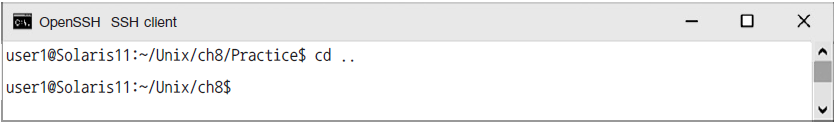 OpenSSH SSH client
user1@Solaris11:~/Unix/ch8/Practice$ cd ..
user1@Solaris11:~/Unix/ch8$